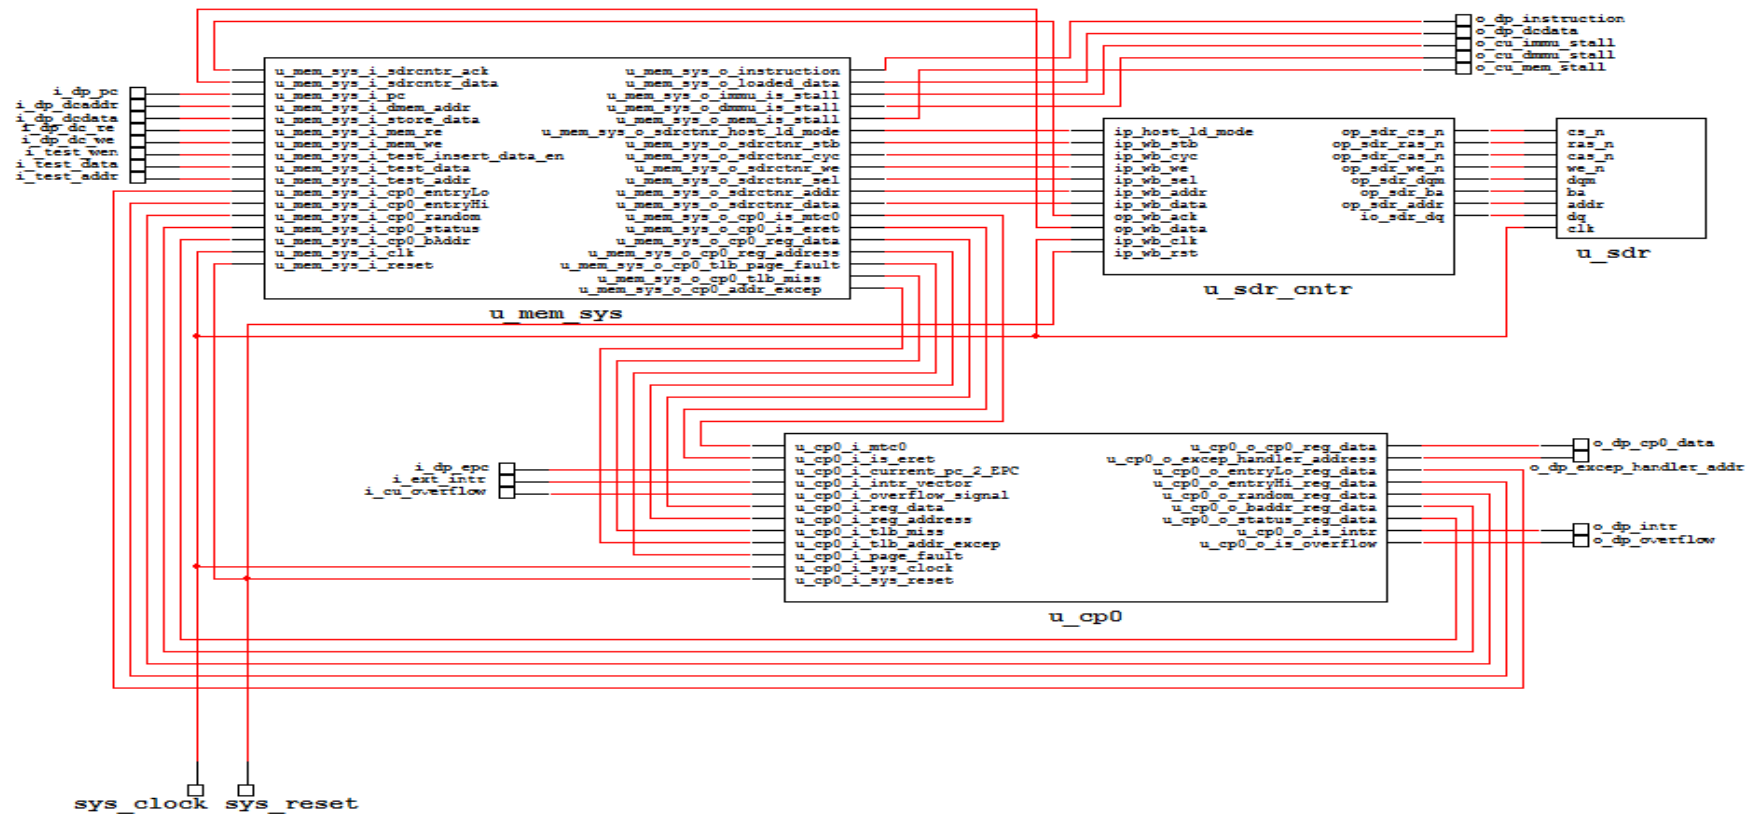 o_dp_instruction
o_dp_dcdata
o_cu_immu_stall
o_cu_dmmu_stall
o_cu_mem_stall
i_dp_pc
i_dp_dcaddr
i_dp_dcdata
i_dp_dc_re
i_dp_dc_we
i_test_wen
i_test_data
i_test_addr
u_mem_sys_i_sdrcntr_ack
u_mem_sys_i_sdrcntr_data
u_mem_sys_i_pc
u_mem_sys_i_dmem_addr
u_mem_sys_i_store_data
u_mem_sys_i_mem_re
u_mem_sys_i_mem_we
u_mem_sys_i_test_insert_data_en
u_mem_sys_i_test_data
u_mem_sys_i_test_addr
u_mem_sys_i_cp0_entryLo
u_mem_sys_i_cp0_entryHi
u_mem_sys_i_cp0_random
u_mem_sys_i_cp0_status
u_mem_sys_i_cp0_bAddr
u_mem_sys_i_clk
u_mem_sys_i_reset
u_mem_sys_o_instruction
u_mem_sys_o_loaded_data
u_mem_sys_o_immu_is_stall
u_mem_sys_o_dmmu_is_stall
u_mem_sys_o_mem_is_stall
u_mem_sys_o_sdrctnr_host_ld_mode
u_mem_sys_o_sdrctnr_stb
u_mem_sys_o_sdrctnr_cyc
u_mem_sys_o_sdrctnr_we
u_mem_sys_o_sdrctnr_sel
u_mem_sys_o_sdrctnr_addr
u_mem_sys_o_sdrctnr_data
u_mem_sys_o_cp0_is_mtc0
u_mem_sys_o_cp0_is_eret
u_mem_sys_o_cp0_reg_data
u_mem_sys_o_cp0_reg_address
u_mem_sys_o_cp0_tlb_page_fault
u_mem_sys_o_cp0_tlb_miss
u_mem_sys_o_cp0_addr_excep
u_mem_sys
ip_host_ld_mode
ip_wb_stb
ip_wb_cyc
ip_wb_we
ip_wb_sel
ip_wb_addr
ip_wb_data
op_wb_ack
op_wb_data
ip_wb_clk
ip_wb_rst
op_sdr_cs_n
op_sdr_ras_n
op_sdr_cas_n
op_sdr_we_n
op_sdr_dqm
op_sdr_ba
op_sdr_addr
io_sdr_dq
u_sdr_cntr
cs_n
ras_n
cas_n
we_n
dqm
ba
addr
dq
clk
u_sdr
i_dp_epc
i_ext_intr
i_cu_overflow
u_cp0_i_mtc0
u_cp0_i_is_eret
u_cp0_i_current_pc_2_EPC
u_cp0_i_intr_vector
u_cp0_i_overflow_signal
u_cp0_i_reg_data
u_cp0_i_reg_address
u_cp0_i_tlb_miss
u_cp0_i_tlb_addr_excep
u_cp0_i_page_fault
u_cp0_i_sys_clock
u_cp0_i_sys_reset
u_cp0_o_cp0_reg_data
u_cp0_o_excep_handler_address
u_cp0_o_entryLo_reg_data
u_cp0_o_entryHi_reg_data
u_cp0_o_random_reg_data
u_cp0_o_baddr_reg_data
u_cp0_o_status_reg_data
u_cp0_o_is_intr
u_cp0_o_is_overflow
u_cp0
o_dp_cp0_data
o_dp_excep_handler_addr
o_dp_intr
o_dp_overflow
sys_clock
sys_reset